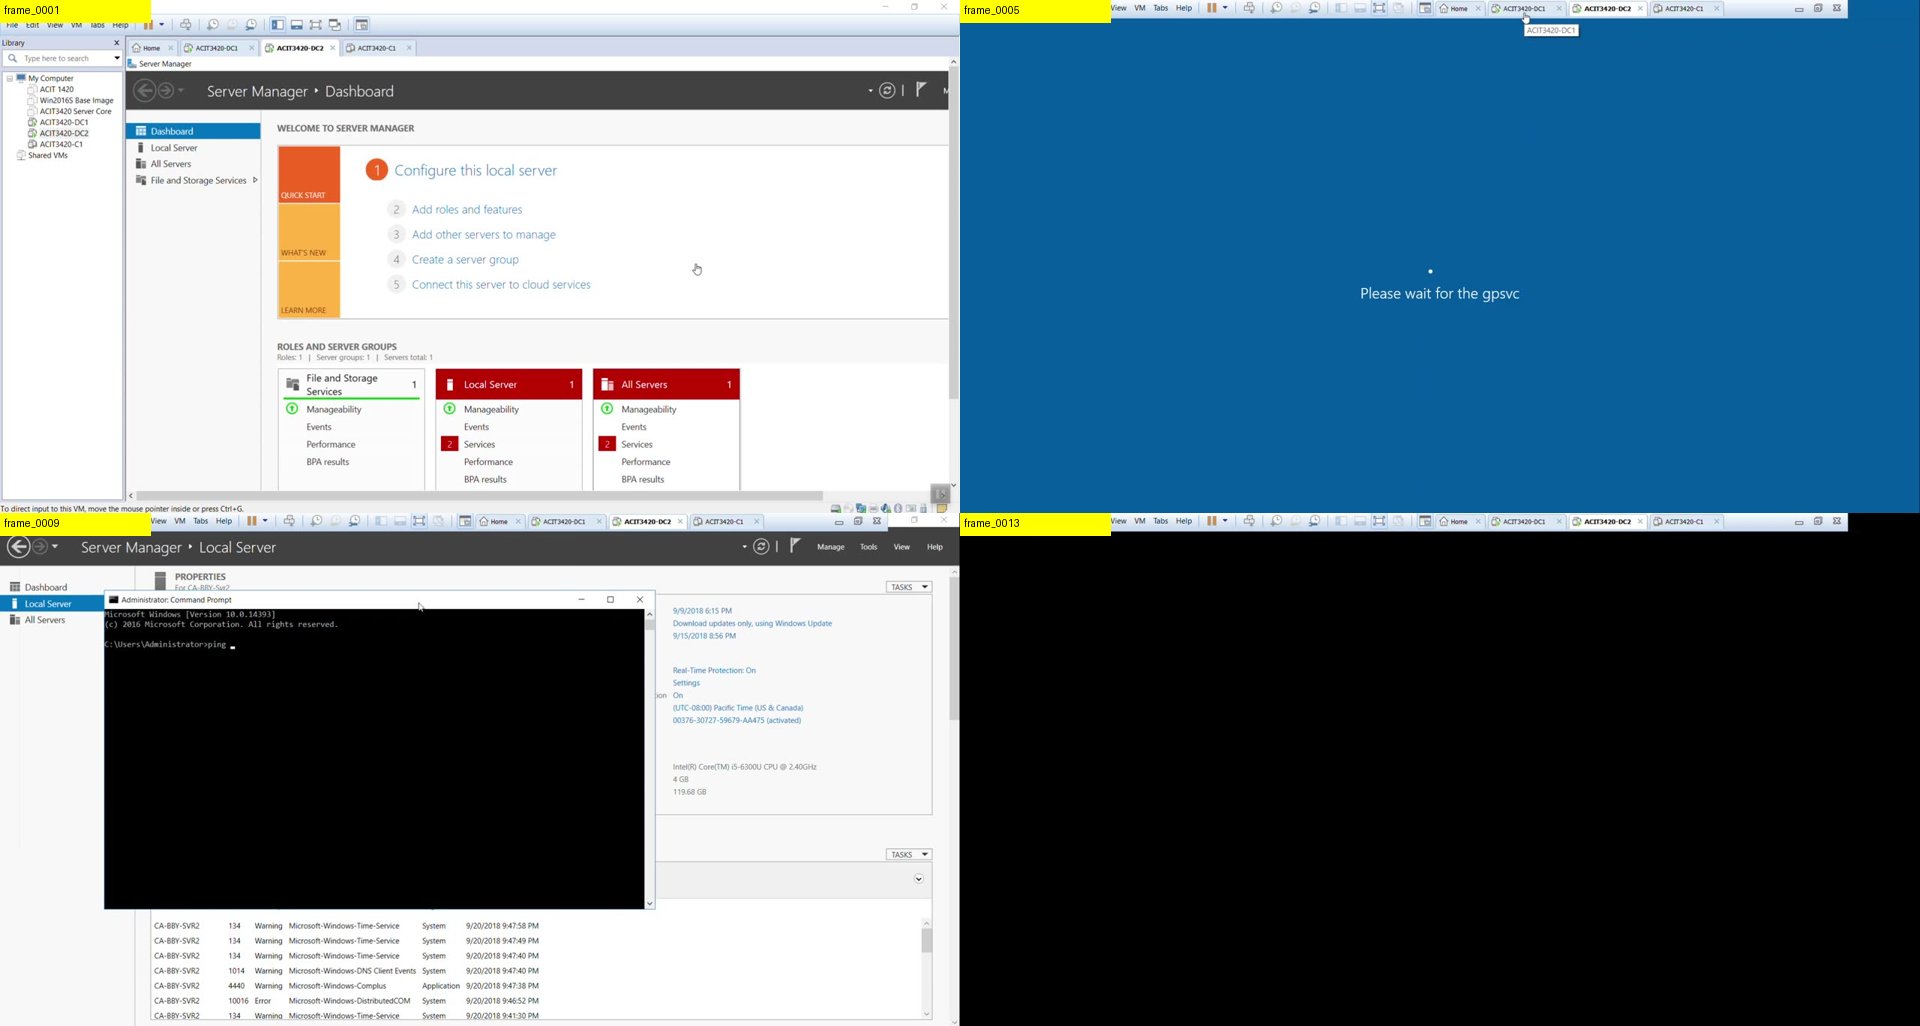 frame_0001
File Edit View VM Tabs Help
Library
Type here to search
My Computer
ACIT 1420
Win2016S Base Image
ACIT3420 Server Core
ACIT3420-DC1
ACIT3420-DC2
ACIT3420-C1
Shared VMs
Home ACIT3420-DC1 ACIT3420-DC2 ACIT3420-C1
Server Manager
Server Manager Dashboard
Dashboard
Local Server
All Servers
File and Storage Services
WELCOME TO SERVER MANAGER
QUICK START
WHAT'S NEW
LEARN MORE
1 Configure this local server
2 Add roles and features
3 Add other servers to manage
4 Create a server group
5 Connect this server to cloud services
ROLES AND SERVER GROUPS
Roles: 1 | Server groups: 1 | Servers total: 1
File and Storage Services 1
Manageability
Events
Performance
BPA results
Local Server 1
Manageability
Events
2 Services
Performance
BPA results
All Servers 1
Manageability
Events
2 Services
Performance
BPA results
To direct input to this VM, move the mouse pointer inside or press Ctrl+G.
frame_0005
View VM Tabs Help
Home ACIT3420-DC1 ACIT3420-DC2 ACIT3420-C1
ACIT3420-DC1
Please wait for the gpsvc
frame_0009
View VM Tabs Help
Home ACIT3420-DC1 ACIT3420-DC2 ACIT3420-C1
Server Manager Local Server
Manage Tools View Help
Dashboard
Local Server
All Servers
PROPERTIES
For CA-BBY-Svr2
TASKS
Administrator: Command Prompt
Microsoft Windows [Version 10.0.14393]
(c) 2016 Microsoft Corporation. All rights reserved.
C:\Users\Administrator>ping
9/9/2018 6:15 PM
Download updates only, using Windows Update
9/15/2018 8:56 PM
Real-Time Protection: On
Settings
On
(UTC-08:00) Pacific Time (US & Canada)
00376-30727-59679-AA475 (activated)
Intel(R) Core(TM) i5-6300U CPU @ 2.40GHz
4 GB
119.68 GB
TASKS
CA-BBY-SVR2 134 Warning Microsoft-Windows-Time-Service System 9/20/2018 9:47:58 PM
CA-BBY-SVR2 134 Warning Microsoft-Windows-Time-Service System 9/20/2018 9:47:49 PM
CA-BBY-SVR2 134 Warning Microsoft-Windows-Time-Service System 9/20/2018 9:47:40 PM
CA-BBY-SVR2 1014 Warning Microsoft-Windows-DNS Client Events System 9/20/2018 9:47:40 PM
CA-BBY-SVR2 4440 Warning Microsoft-Windows-Complus Application 9/20/2018 9:47:38 PM
CA-BBY-SVR2 10016 Error Microsoft-Windows-DistributedCOM System 9/20/2018 9:46:52 PM
CA-BBY-SVR2 134 Warning Microsoft-Windows-Time-Service System 9/20/2018 9:41:30 PM
frame_0013
View VM Tabs Help
Home ACIT3420-DC1 ACIT3420-DC2 ACIT3420-C1